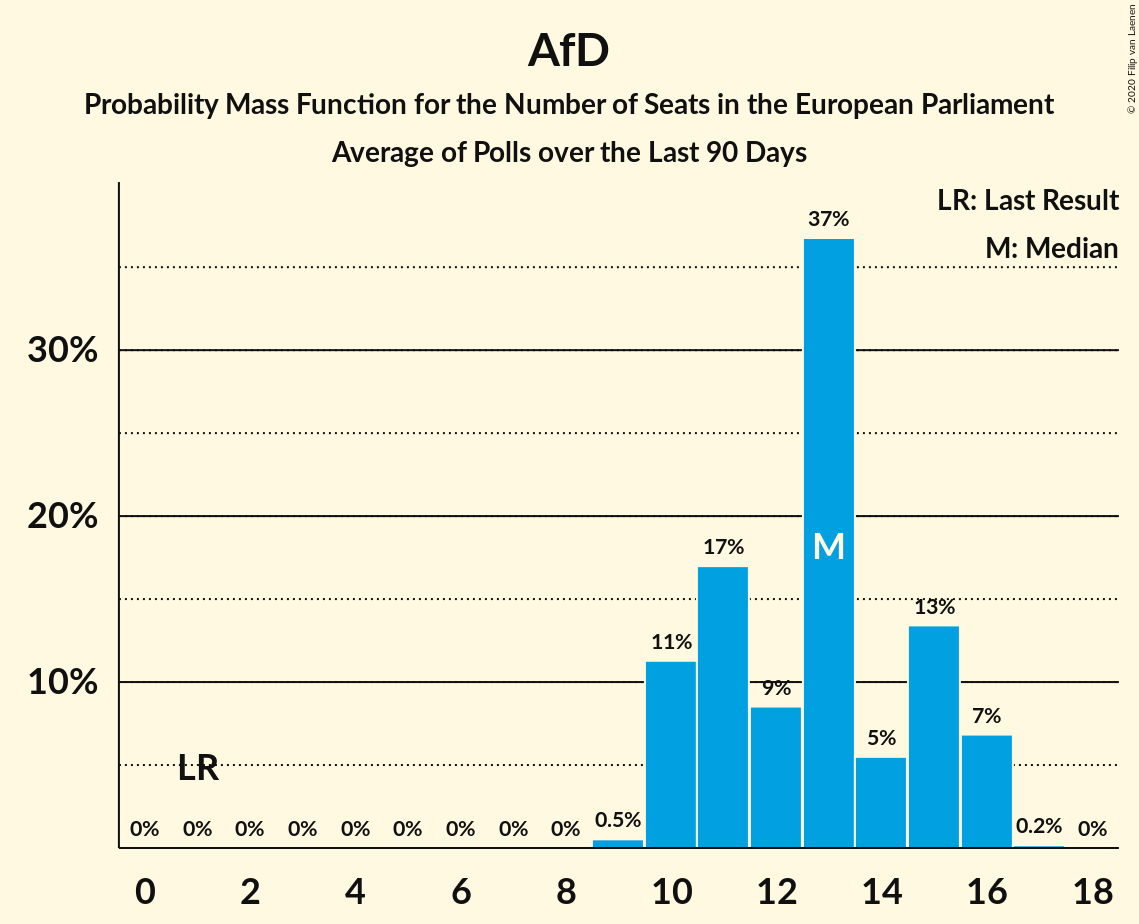 AfD
Probability Mass Function for the Number of Seats in the European Parliament
Average of Polls over the Last 90 Days
© 2020 Filip van Laenen
LR: Last Result
M: Median
37%
30%
20%
17%
M
13%
11%
10%
9%
7%
5%
LR
0% 0% 0% 0% 0% 0% 0% 0% 0% 0.5% 0.2% 0%
0 2 4 6 8 10 12 14 16 18